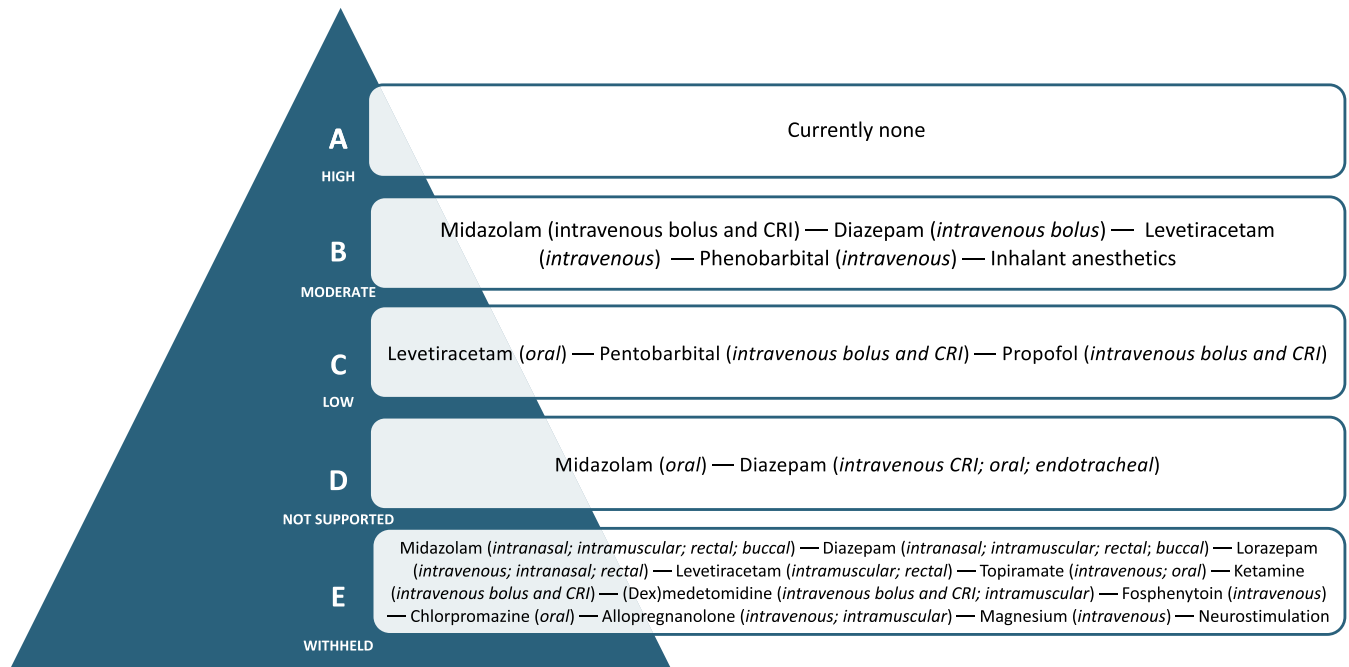 A
HIGH
Currently none
B
MODERATE
Midazolam (intravenous bolus and CRI) — Diazepam (intravenous bolus) — Levetiracetam
(intravenous) — Phenobarbital (intravenous) — Inhalant anesthetics
C
LOW
Levetiracetam (oral) — Pentobarbital (intravenous bolus and CRI) — Propofol (intravenous bolus and CRI)
D
NOT SUPPORTED
Midazolam (oral) — Diazepam (intravenous CRI; oral; endotracheal)
E
WITHHELD
Midazolam (intranasal; intramuscular; rectal; buccal) — Diazepam (intranasal; intramuscular; rectal; buccal) — Lorazepam
(intravenous; intranasal; rectal) — Levetiracetam (intramuscular; rectal) — Topiramate (intravenous; oral) — Ketamine
(intravenous bolus and CRI) — (Dex)medetomidine (intravenous bolus and CRI; intramuscular) — Fosphenytoin (intravenous)
— Chlorpromazine (oral) — Allopregnanolone (intravenous; intramuscular) — Magnesium (intravenous) — Neurostimulation